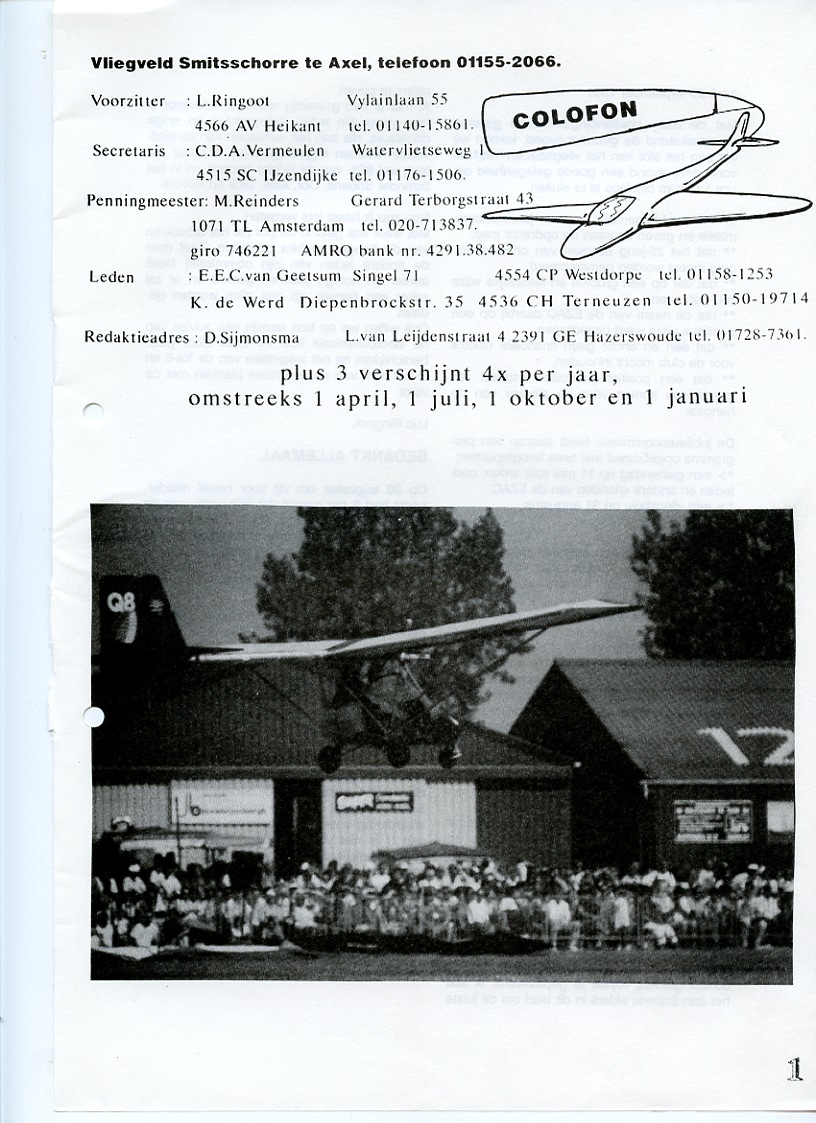 Vliegveld Smitsschorre te Axel, telefoon 01155-2066.
COLOFON
Voorzitter : L.Ringoot Vylainlaan 55
4566 AV Heikant tel. 01140-15861.
Secretaris : C.D.A.Vermeulen Watervlietseweg 1
4515 SC IJzendijke tel. 01176-1506.
Penningmeester: M.Reinders Gerard Terborgstraat 43
1071 TL Amsterdam tel. 020-713837.
giro 746221 AMRO bank nr. 4291.38.482
Leden : E.E.C.van Geetsum Singel 71 4554 CP Westdorpe tel. 01158-1253
K. de Werd Diepenbrockstr. 35 4536 CH Terneuzen tel. 01150-19714
Redaktieadres : D.Sijmonsma L.van Leijdenstraat 4 2391 GE Hazerswoude tel. 01728-7361.
plus 3 verschijnt 4x per jaar,
omstreeks 1 april, 1 juli, 1 oktober en 1 januari
Q8
12
1